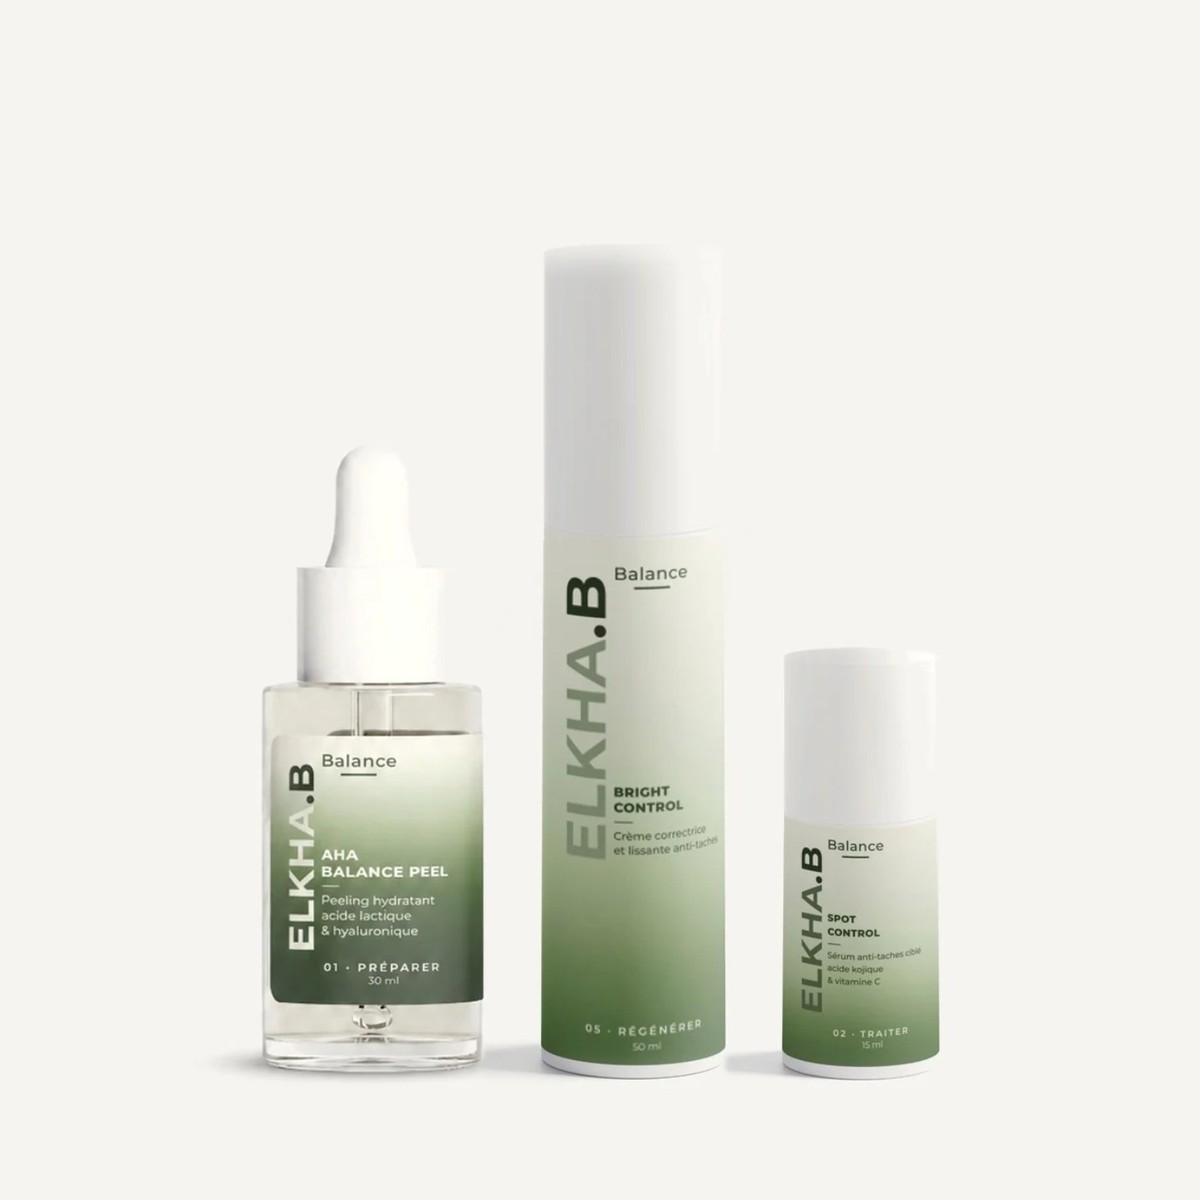 ELKHA.B
Balance
AHA
BALANCE PEEL
Peeling hydratant
acide lactique
& hyaluronique
01 · PRÉPARER
30 ml
ELKHA.B
Balance
BRIGHT
CONTROL
Crème correctrice
et lissante anti-taches
05 · RÉGÉNÉRER
50 ml
ELKHA.B
Balance
SPOT
CONTROL
Sérum anti-taches ciblé
acide kojique
& vitamine C
02 · TRAITER
15 ml